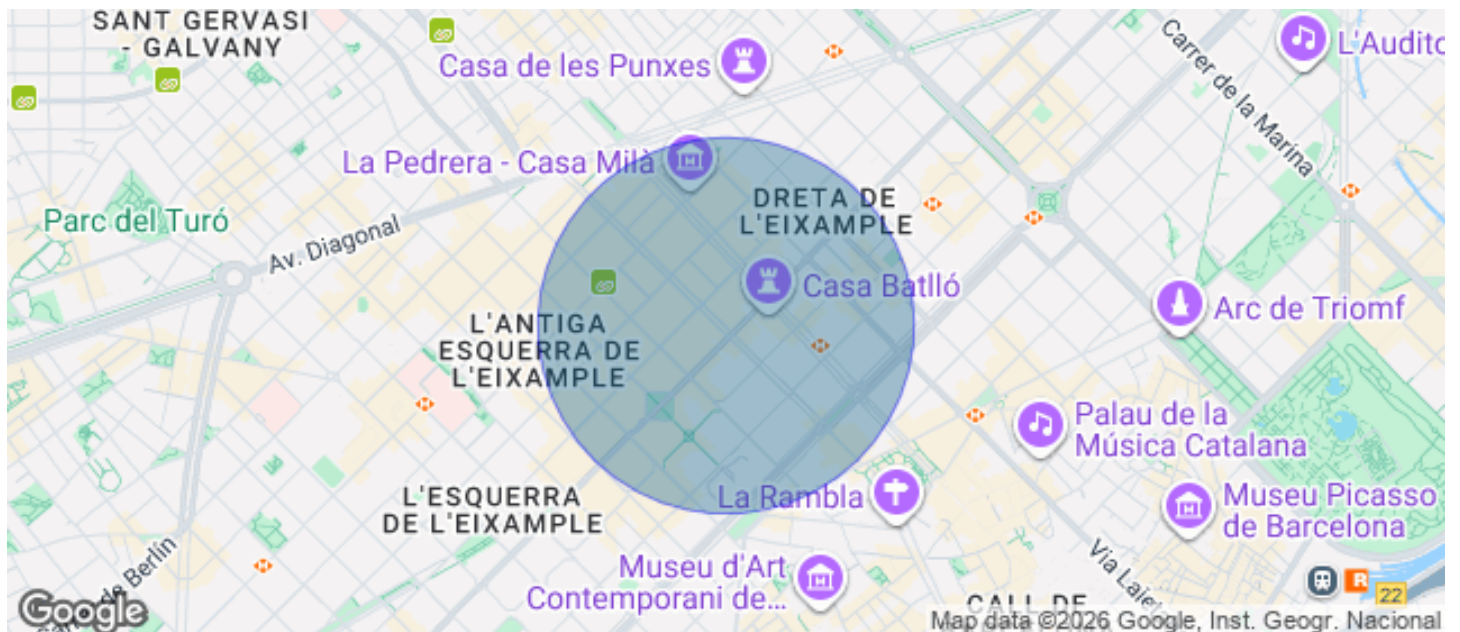 SANT GERVASI
- GALVANY
Casa de les Punxes
L'Audito
Carrer de la Marina
La Pedrera - Casa Milà
DRETA DE
L'EIXAMPLE
Parc del Turó
Av. Diagonal
Casa Batlló
Arc de Triomf
L'ANTIGA
ESQUERRA DE
L'EIXAMPLE
Palau de la
Música Catalana
L'ESQUERRA
DE L'EIXAMPLE
La Rambla
Museu Picasso
de Barcelona
de Berlín
Museu d'Art
Contemporani de...
Via Laie
R
22
CALL DE
Google
Map data ©2026 Google, Inst. Geogr. Nacional